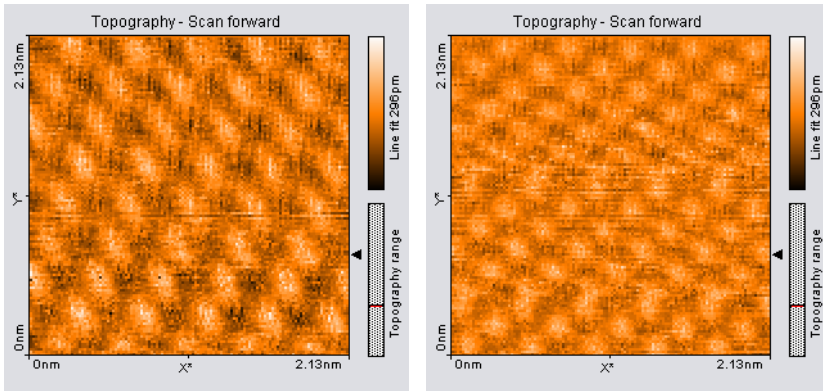 Topography - Scan forward
2.13nm
Y*
0nm
0nm
X*
2.13nm
Line fit 296pm
Topography range
Topography - Scan forward
2.13nm
Y*
0nm
0nm
X*
2.13nm
Line fit 296pm
Topography range